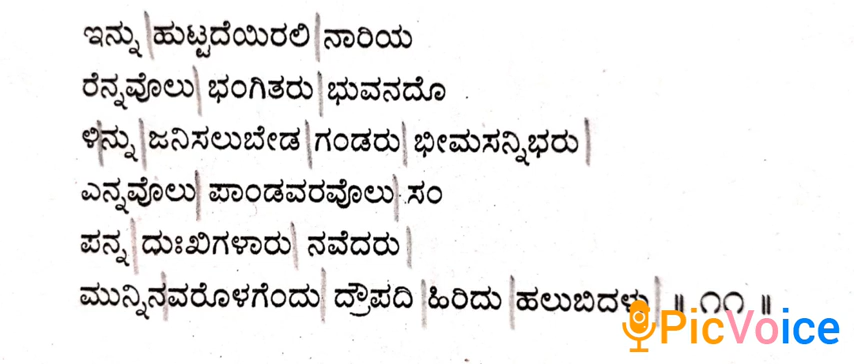 ಇನ್ನು |ಹುಟ್ಟದೆಯಿರಲಿ| ನಾರಿಯ
ರೆನ್ನವೊಲು| ಭಂಗಿತರು| ಭುವನದೊ
ಳಿ|ನ್ನು |ಜನಿಸಲುಬೇಡ |ಗಂಡರು| ಭೀಮಸನ್ನಿಭರು|
ಎನ್ನವೊಲು| ಪಾಂಡವರವೊಲು| ಸಂ
ಪನ್ನ |ದುಃಖಿಗಳಾರು| ನವೆದರು|
ಮುನ್ನಿನ|ವರೊಳಗೆಂದು| ದ್ರೌಪದಿ |ಹಿರಿದು |ಹಲುಬಿದಳು| ॥ ೧೧ ॥
PicVoice